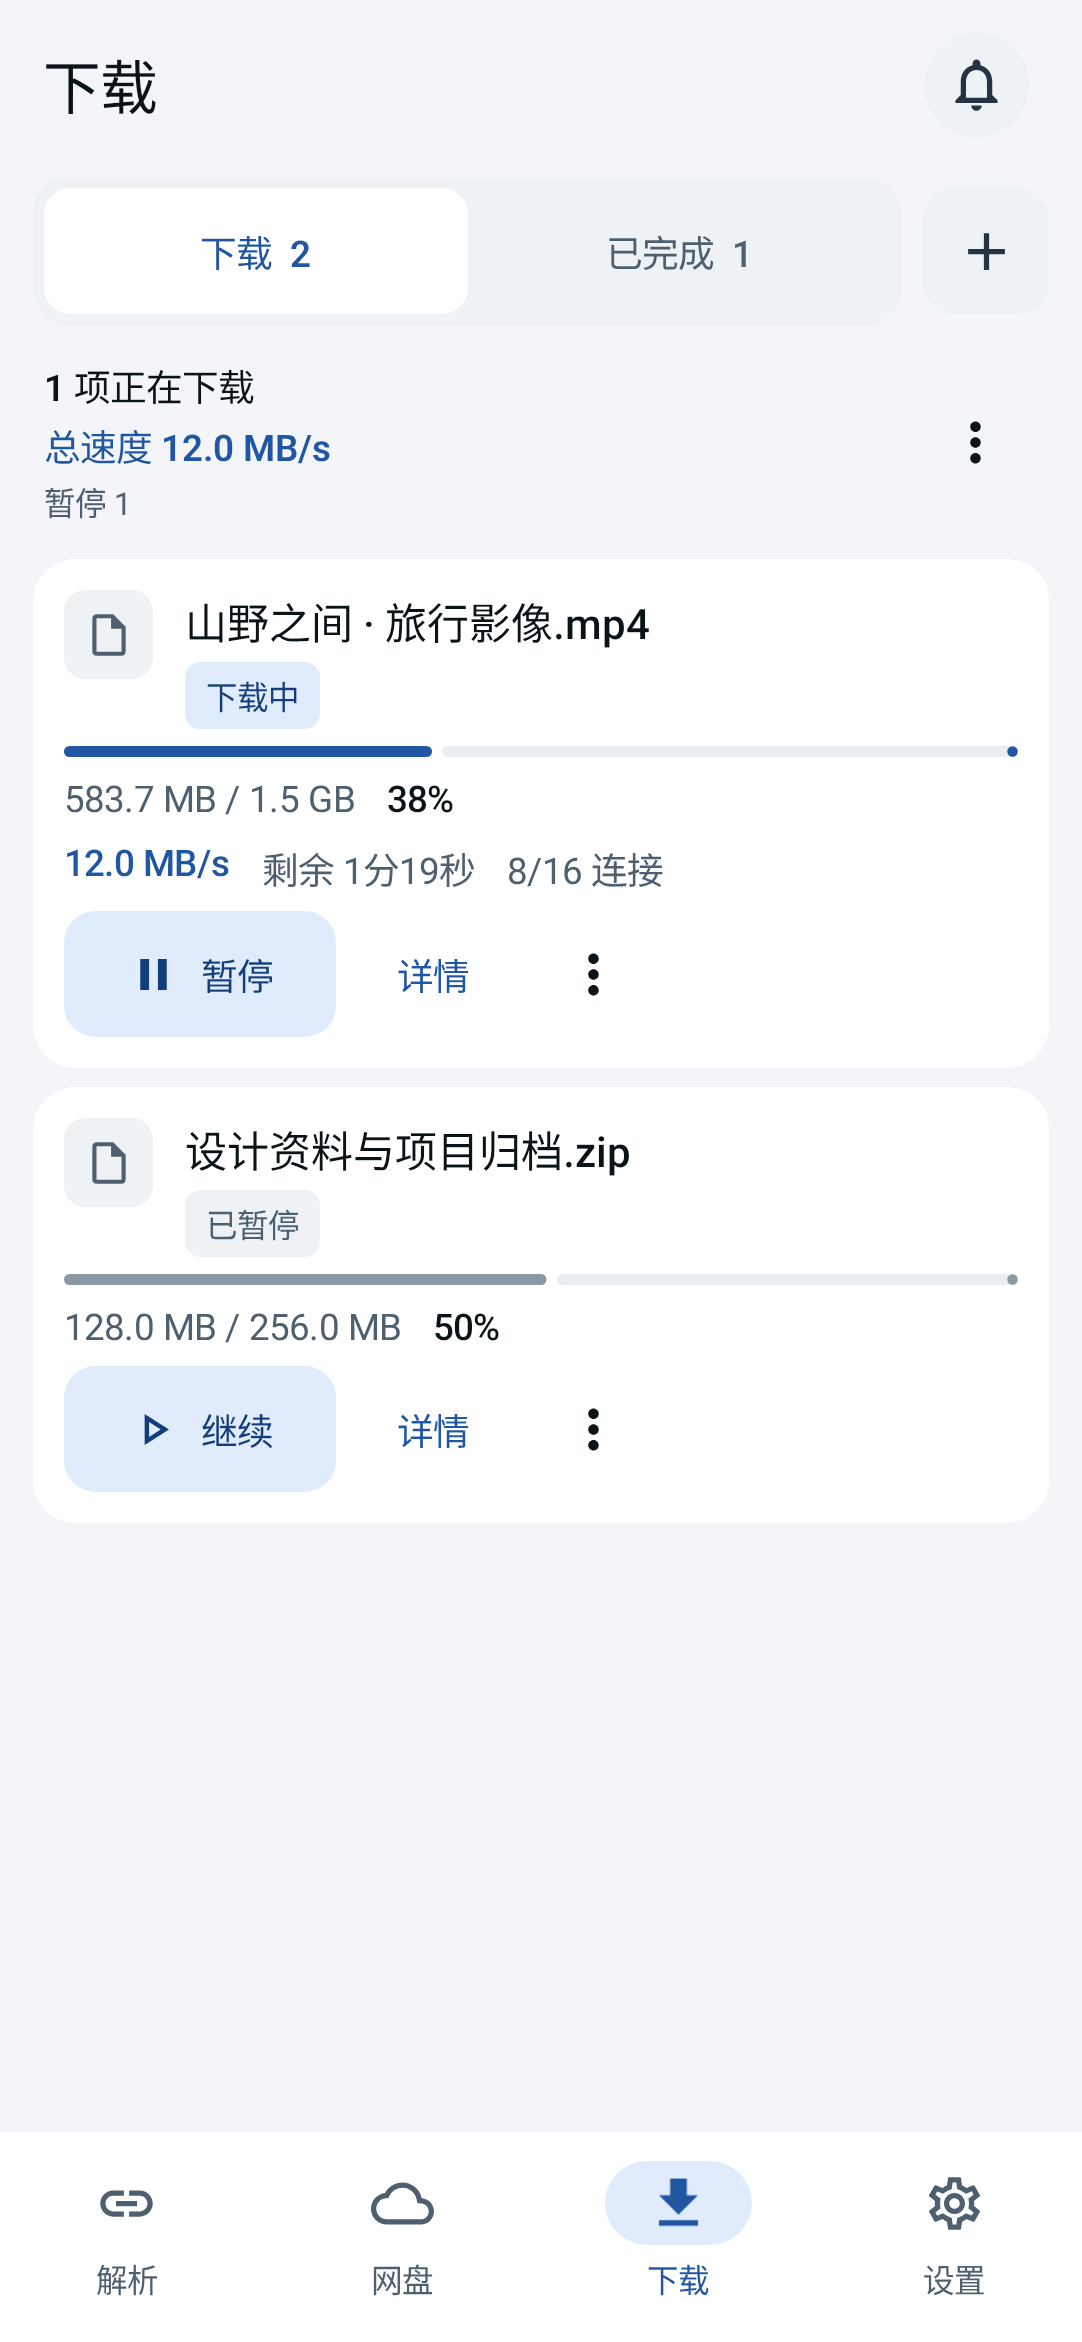 下载
下载 2
已完成 1
1 项正在下载
总速度 12.0 MB/s
暂停 1
山野之间 · 旅行影像.mp4
下载中
583.7 MB / 1.5 GB 38%
12.0 MB/s 剩余 1分19秒 8/16 连接
暂停 详情
设计资料与项目归档.zip
已暂停
128.0 MB / 256.0 MB 50%
继续 详情
解析 网盘 下载 设置